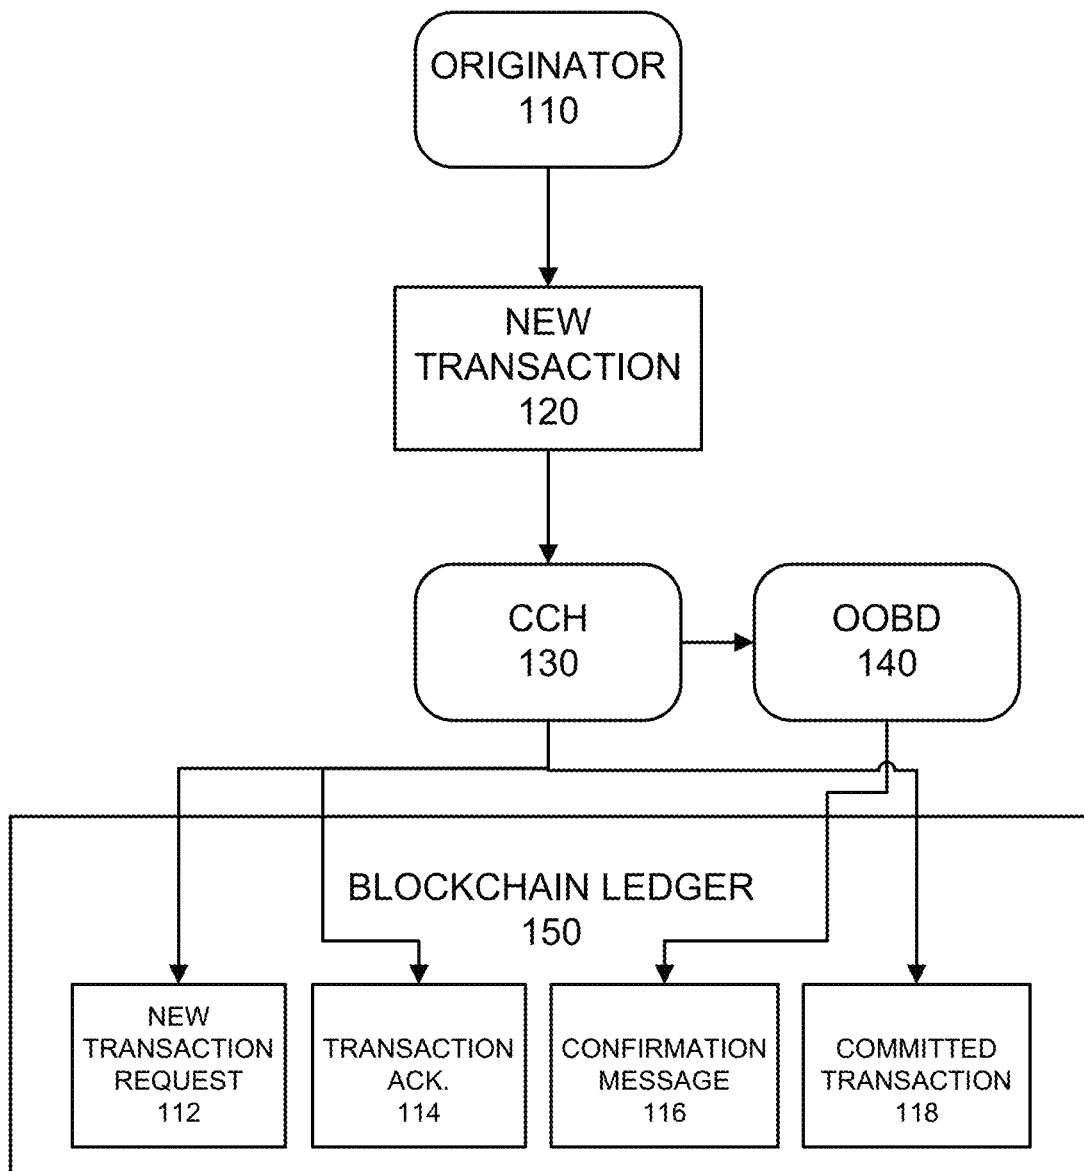 ORIGINATOR
110
NEW
TRANSACTION
120
CCH
130
OOBD
140
BLOCKCHAIN LEDGER
150
NEW
TRANSACTION
REQUEST
112
TRANSACTION
ACK.
114
CONFIRMATION
MESSAGE
116
COMMITTED
TRANSACTION
118